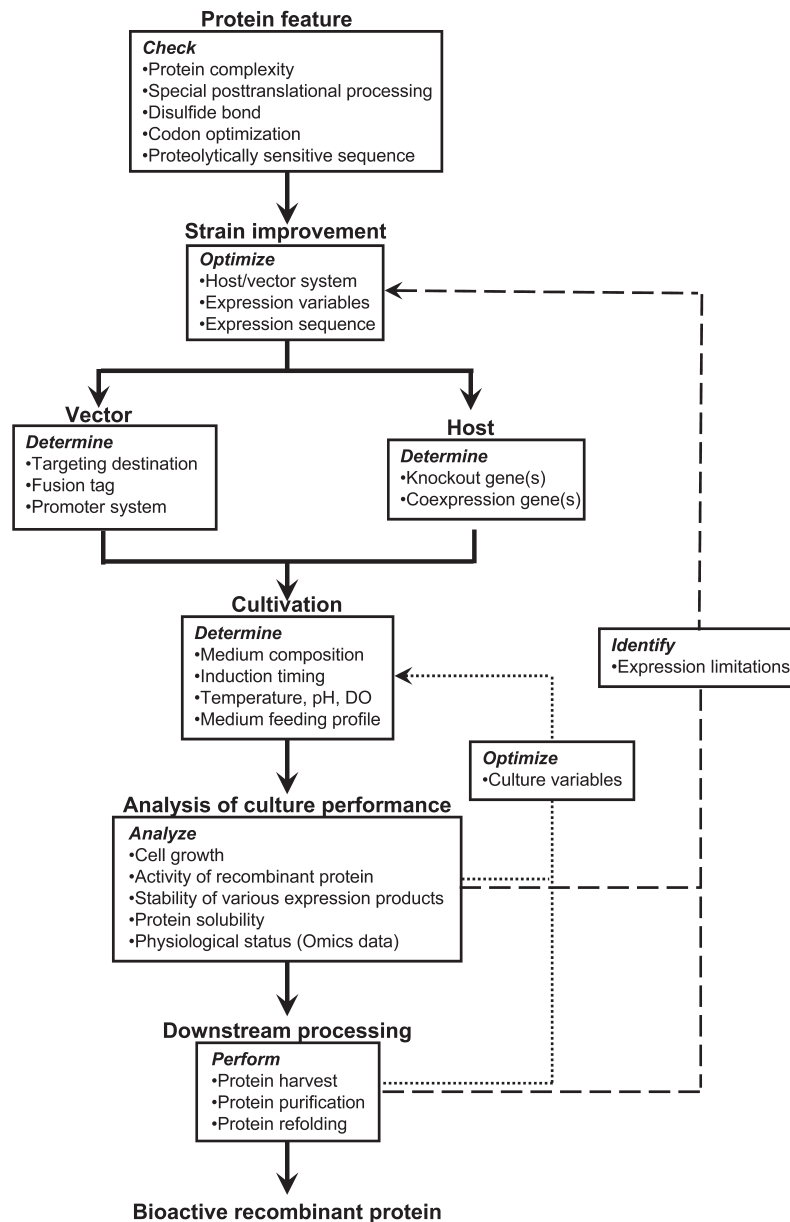 Protein feature
Check
•Protein complexity
•Special posttranslational processing
•Disulfide bond
•Codon optimization
•Proteolytically sensitive sequence
Strain improvement
Optimize
•Host/vector system
•Expression variables
•Expression sequence
Vector
Determine
•Targeting destination
•Fusion tag
•Promoter system
Host
Determine
•Knockout gene(s)
•Coexpression gene(s)
Cultivation
Determine
•Medium composition
•Induction timing
•Temperature, pH, DO
•Medium feeding profile
Identify
•Expression limitations
Optimize
•Culture variables
Analysis of culture performance
Analyze
•Cell growth
•Activity of recombinant protein
•Stability of various expression products
•Protein solubility
•Physiological status (Omics data)
Downstream processing
Perform
•Protein harvest
•Protein purification
•Protein refolding
Bioactive recombinant protein